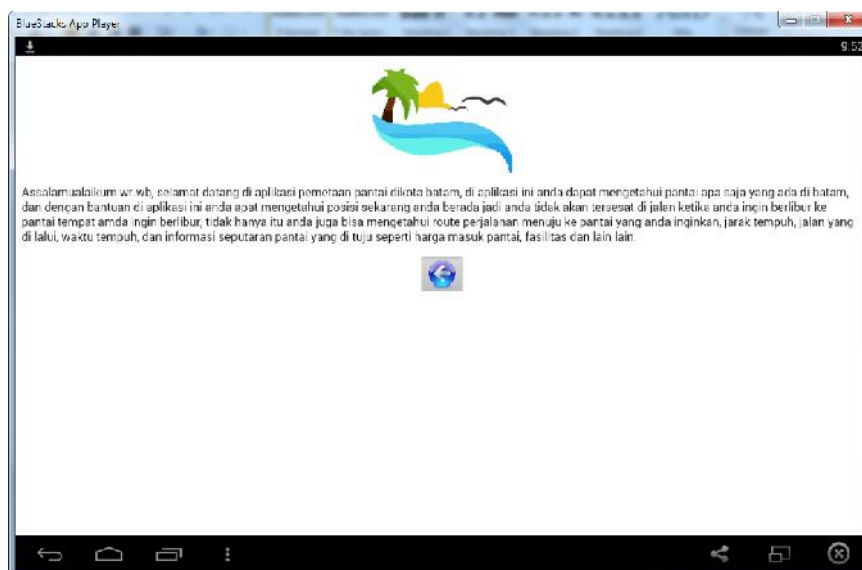 BlueStacks App Player
9:52
Assalamualaikum wr.wb, selamat datang di aplikasi pemetaan pantai dikota batam, di aplikasi ini anda dapat mengetahui pantai apa saja yang ada di batam,
dan dengan bantuan di aplikasi ini anda apat mengetahui posisi sekarang anda berada jadi anda tidak akan tersesat di jalan ketika anda ingin berlibur ke
pantai tempat amda ingin berlibur, tidak hanya itu anda juga bisa mengetahui route perjalanan menuju ke pantai yang anda inginkan, jarak tempuh, jalan yang
di lalui, waktu tempuh, dan informasi seputaran pantai yang di tuju seperti harga masuk pantai, fasilitas dan lain lain.